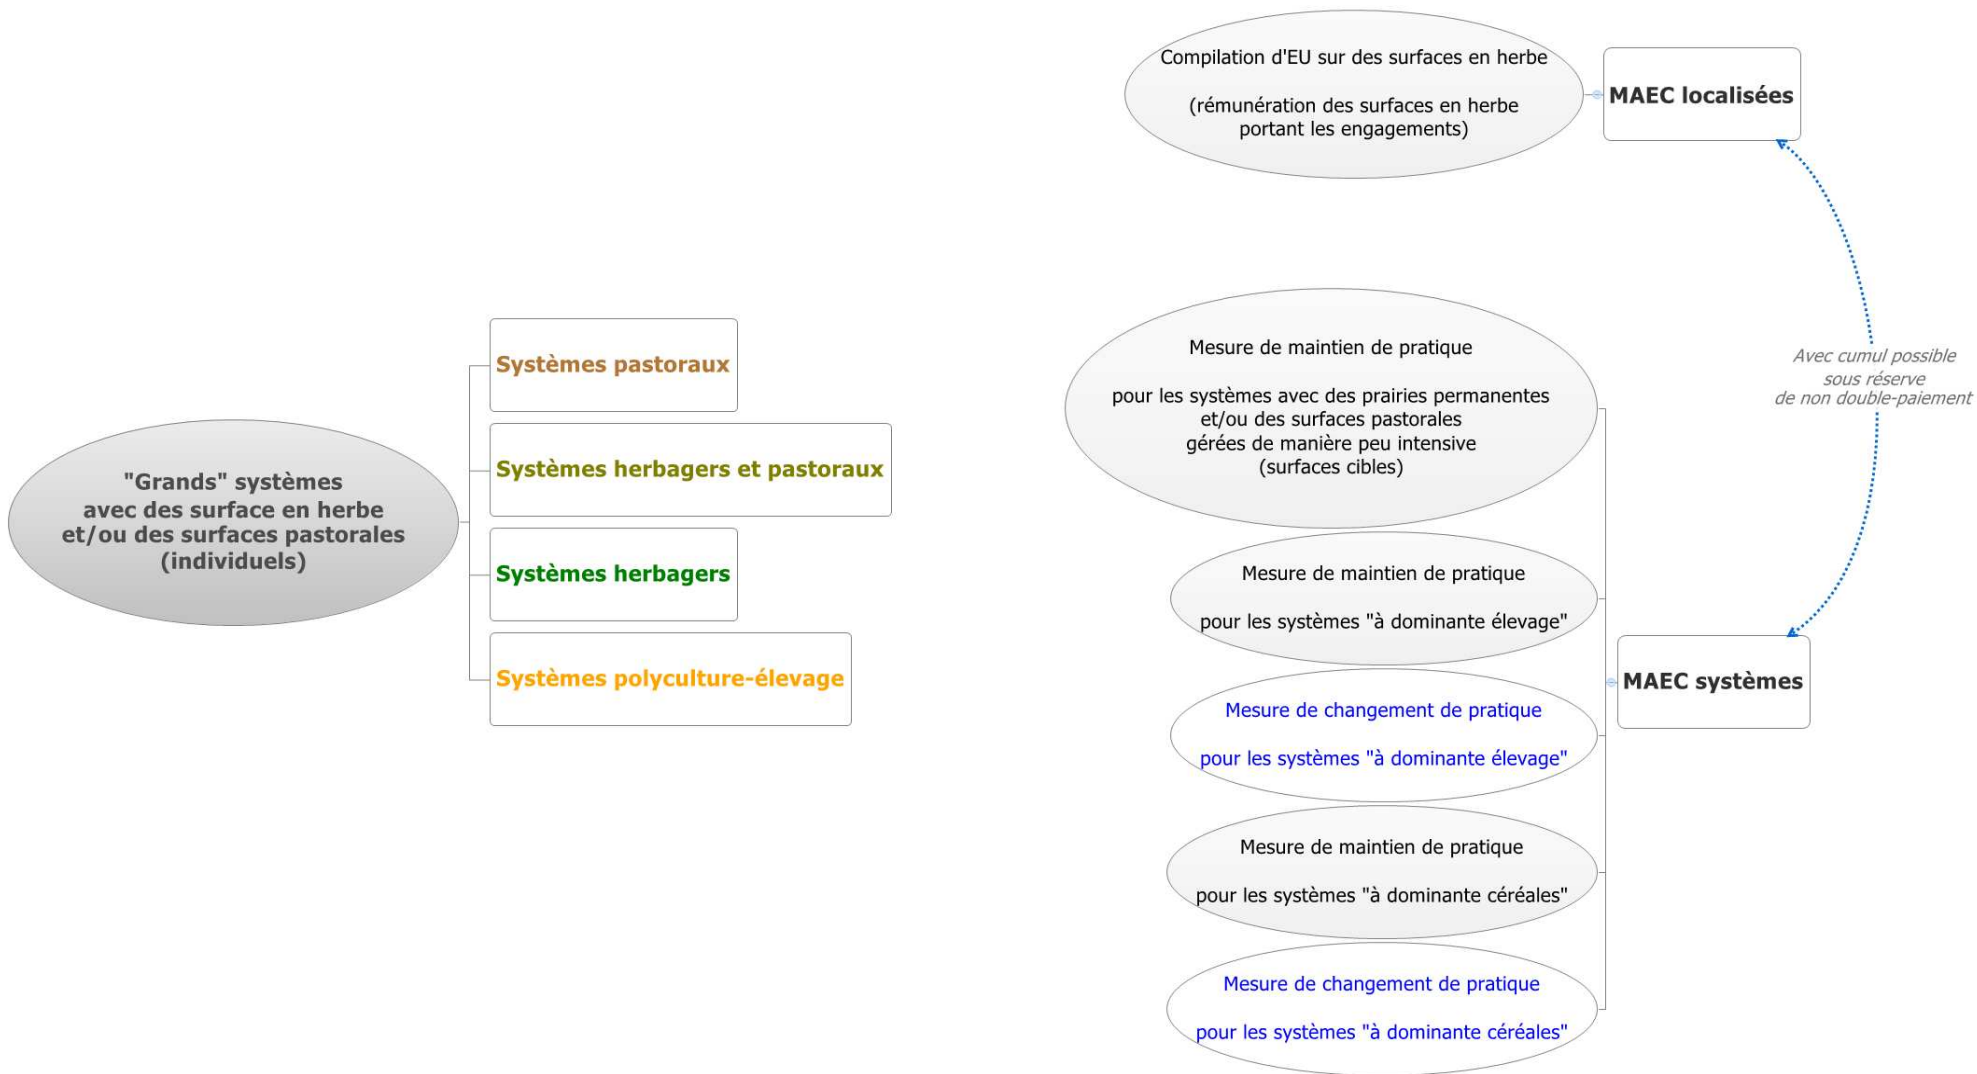 "Grands" systèmes
avec des surface en herbe
et/ou des surfaces pastorales
(individuels)
Systèmes pastoraux
Systèmes herbagers et pastoraux
Systèmes herbagers
Systèmes polyculture-élevage
Compilation d'EU sur des surfaces en herbe
(rémunération des surfaces en herbe
portant les engagements)
MAEC localisées
Mesure de maintien de pratique
pour les systèmes avec des prairies permanentes
et/ou des surfaces pastorales
gérées de manière peu intensive
(surfaces cibles)
Mesure de maintien de pratique
pour les systèmes "à dominante élevage"
Mesure de changement de pratique
pour les systèmes "à dominante élevage"
Mesure de maintien de pratique
pour les systèmes "à dominante céréales"
Mesure de changement de pratique
pour les systèmes "à dominante céréales"
MAEC systèmes
Avec cumul possible
sous réserve
de non double-paiement